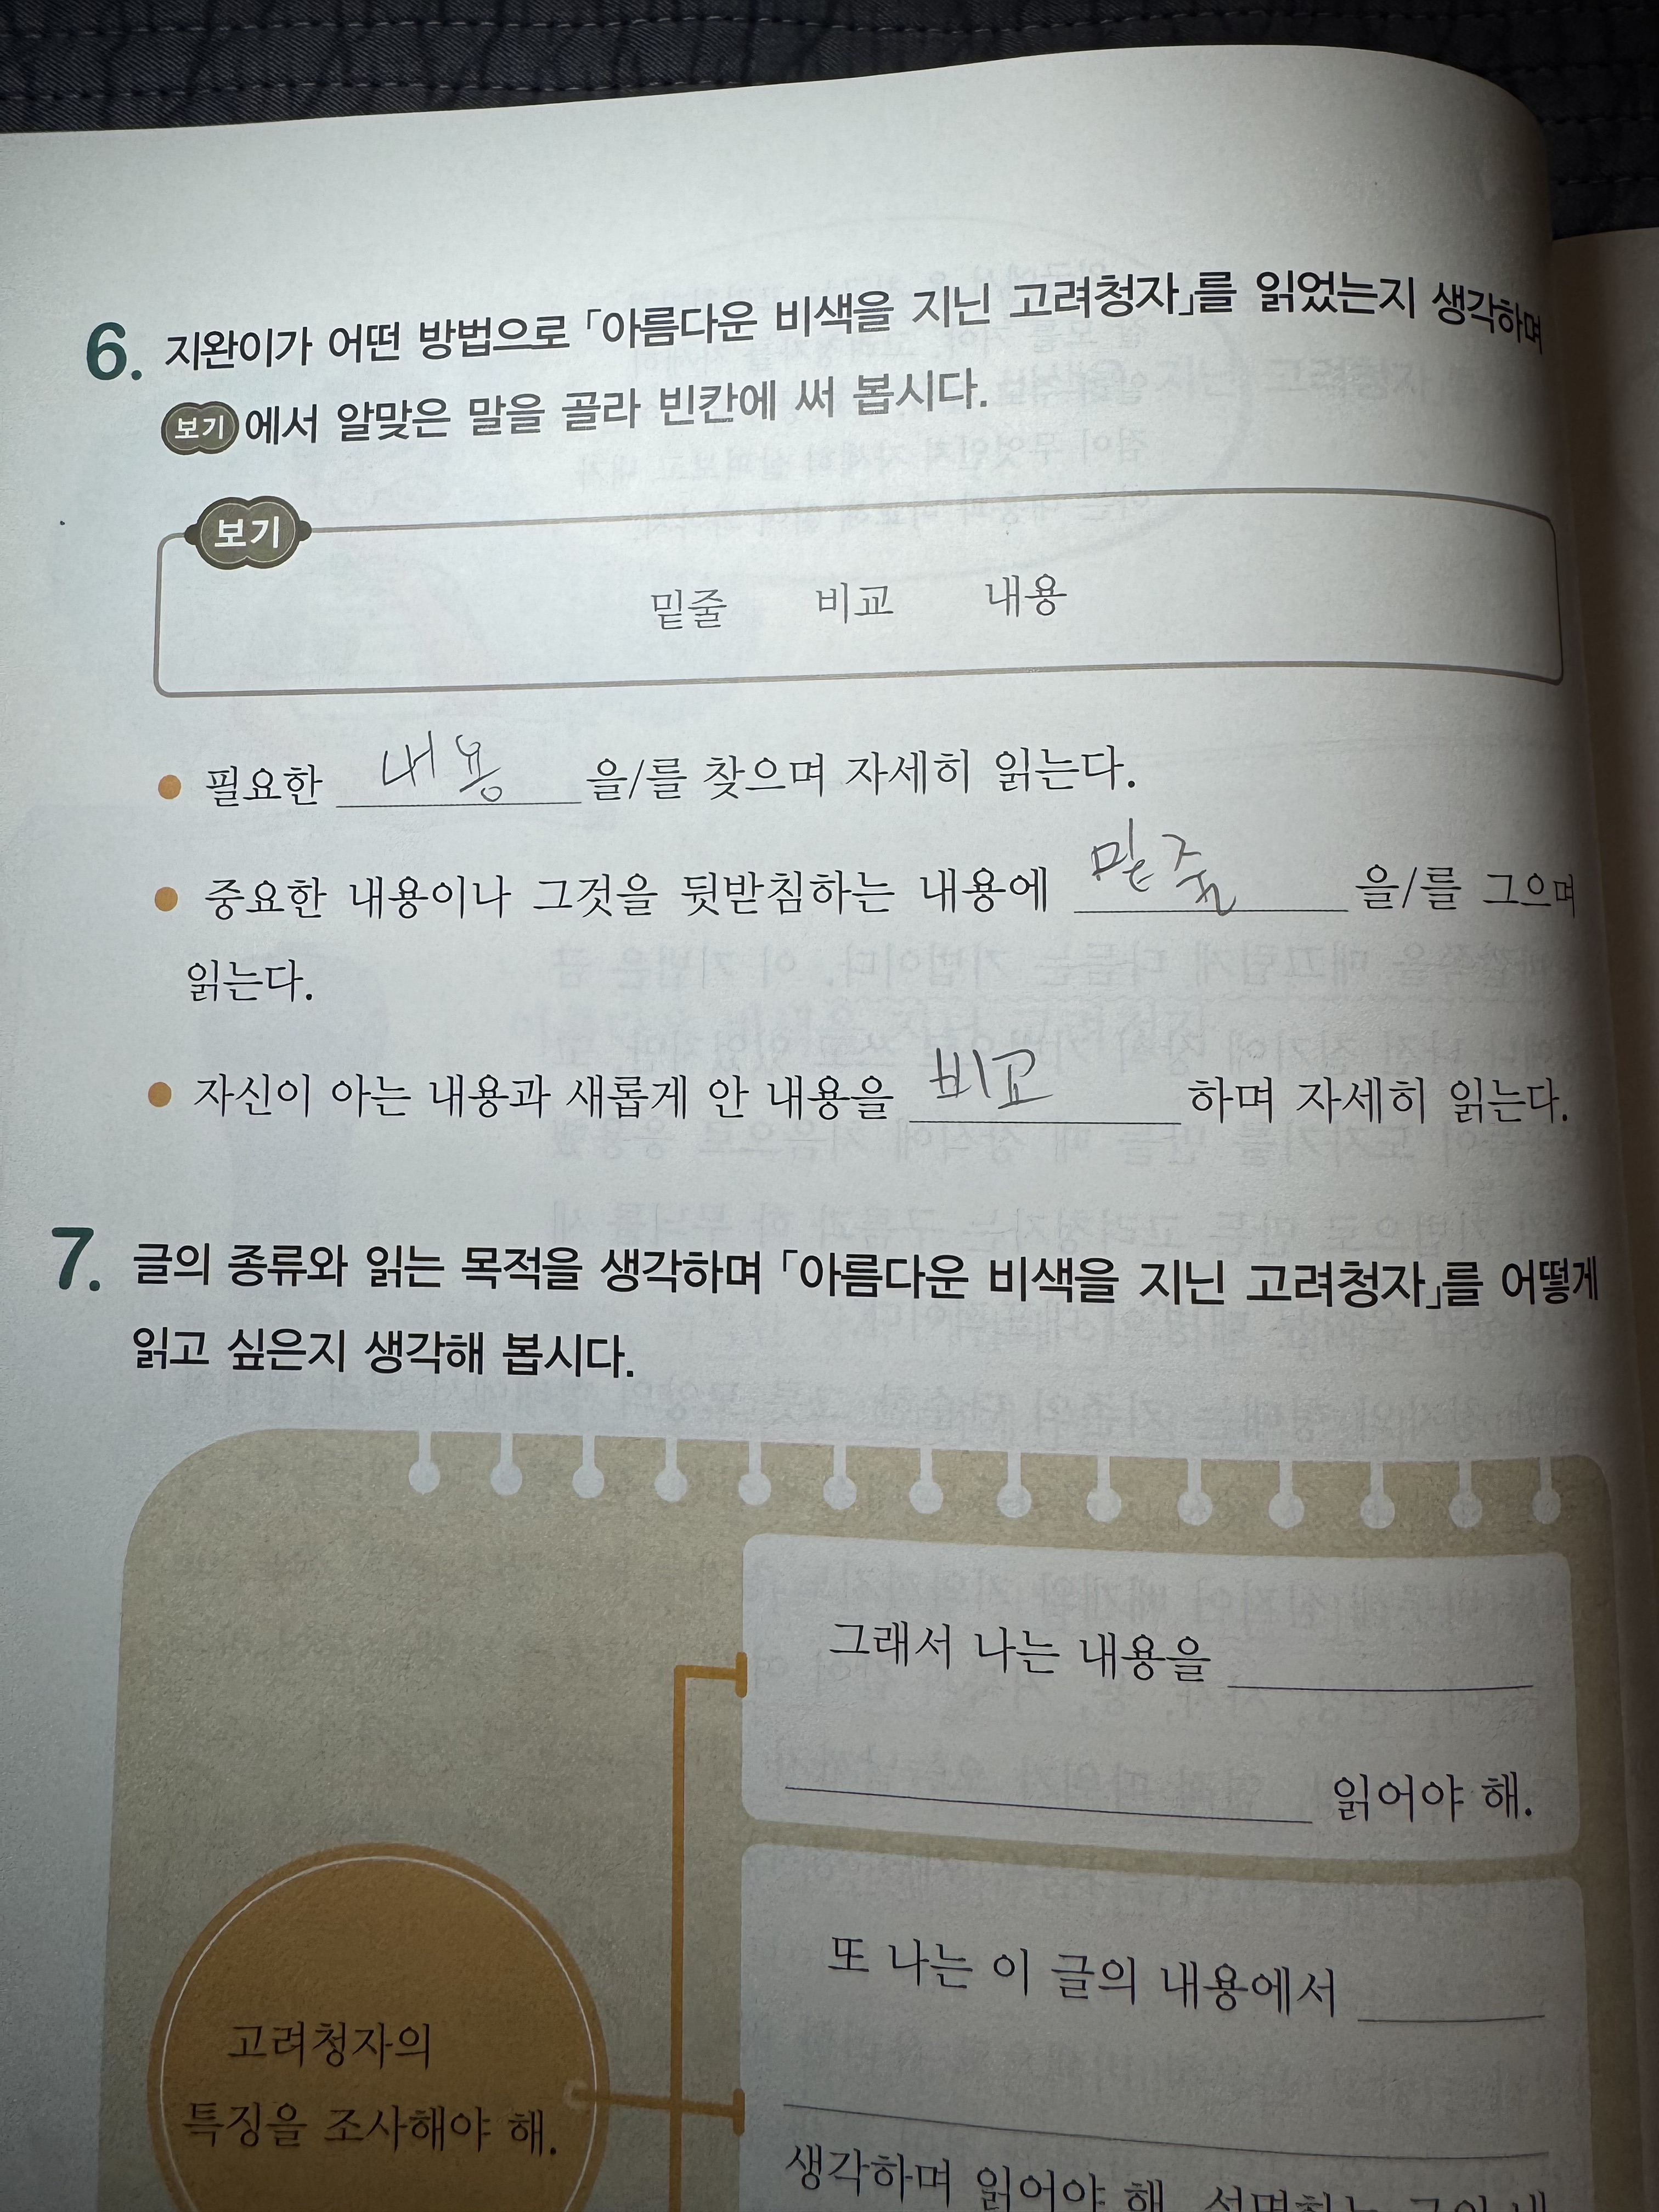 6. 지완이가 어떤 방법으로 「아름다운 비색을 지닌 고려청자」를 읽었는지 생각하며
보기에서 알맞은 말을 골라 빈칸에 써 봅시다.
보기
밑줄 비교 내용
필요한 내용 을/를 찾으며 자세히 읽는다.
중요한 내용이나 그것을 뒷받침하는 내용에 밑줄 을/를 그으며
읽는다.
자신이 아는 내용과 새롭게 안 내용을 비교 하며 자세히 읽는다.
7. 글의 종류와 읽는 목적을 생각하며 「아름다운 비색을 지닌 고려청자」를 어떻게
읽고 싶은지 생각해 봅시다.
그래서 나는 내용을
읽어야 해.
또 나는 이 글의 내용에서
생각하며 읽어야 해.
고려청자의
특징을 조사해야 해.